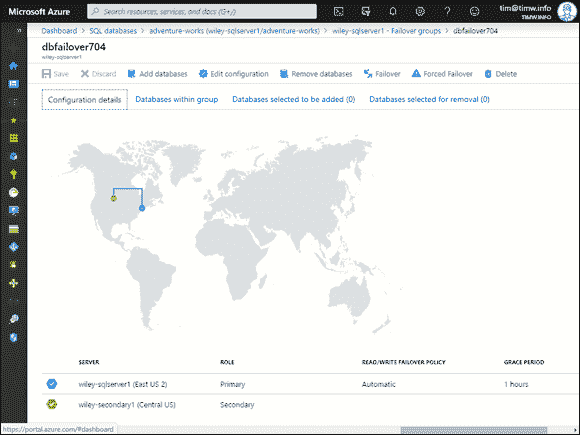 Microsoft Azure
Search resources, services, and docs (G+/)
tim@timw.info
TIMW.INFO
Dashboard > SQL databases > adventure-works (wiley-sqlserver1/adventure-works) > wiley-sqlserver1 - Failover groups > dbfailover704
dbfailover704
wiley-sqlserver1
Save Discard Add databases Edit configuration Remove databases Failover Forced Failover Delete
Configuration details Databases within group Databases selected to be added (0) Databases selected for removal (0)
SERVER ROLE READ/WRITE FAILOVER POLICY GRACE PERIOD
wiley-sqlserver1 (East US 2) Primary Automatic 1 hours
wiley-secondary1 (Central US) Secondary
https://portal.azure.com/#dashboard